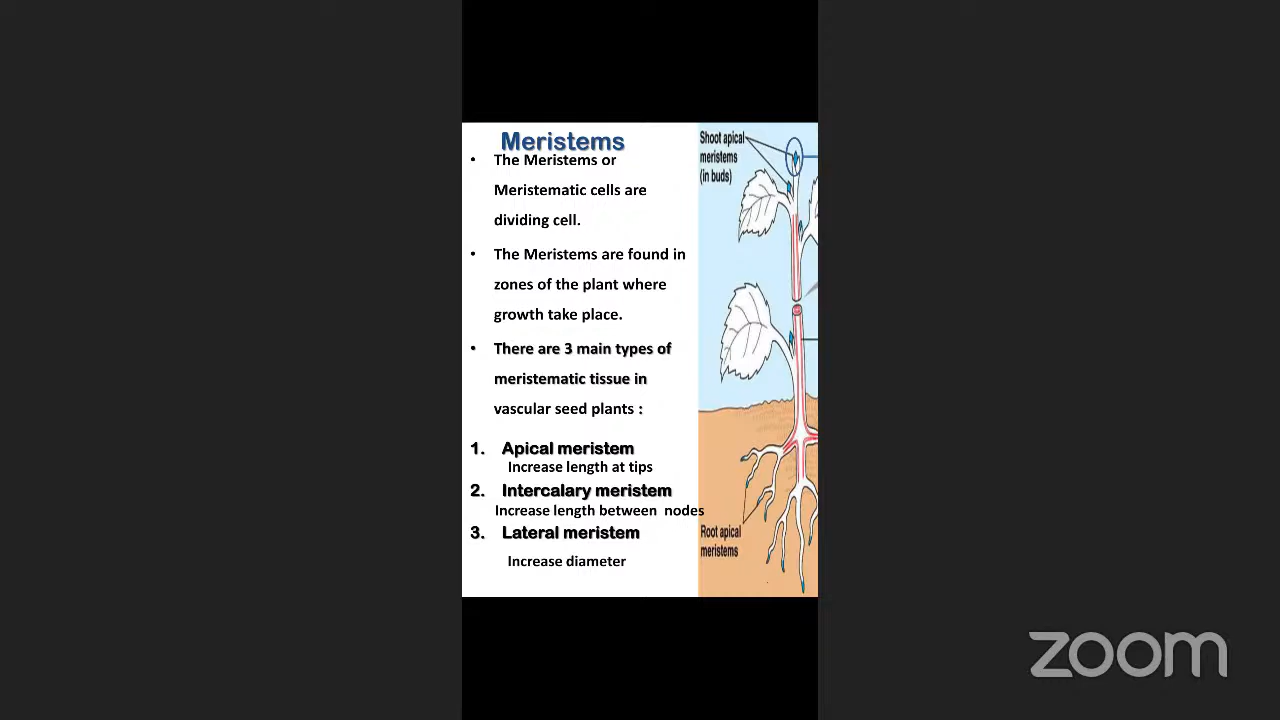 Meristems
• The Meristems or
Meristematic cells are
dividing cell.
• The Meristems are found in
zones of the plant where
growth take place.
• There are 3 main types of
meristematic tissue in
vascular seed plants :
1. Apical meristem
Increase length at tips
2. Intercalary meristem
Increase length between nodes
3. Lateral meristem
Increase diameter
Shoot apical
meristems
(in buds)
Root apical
meristems
zoom